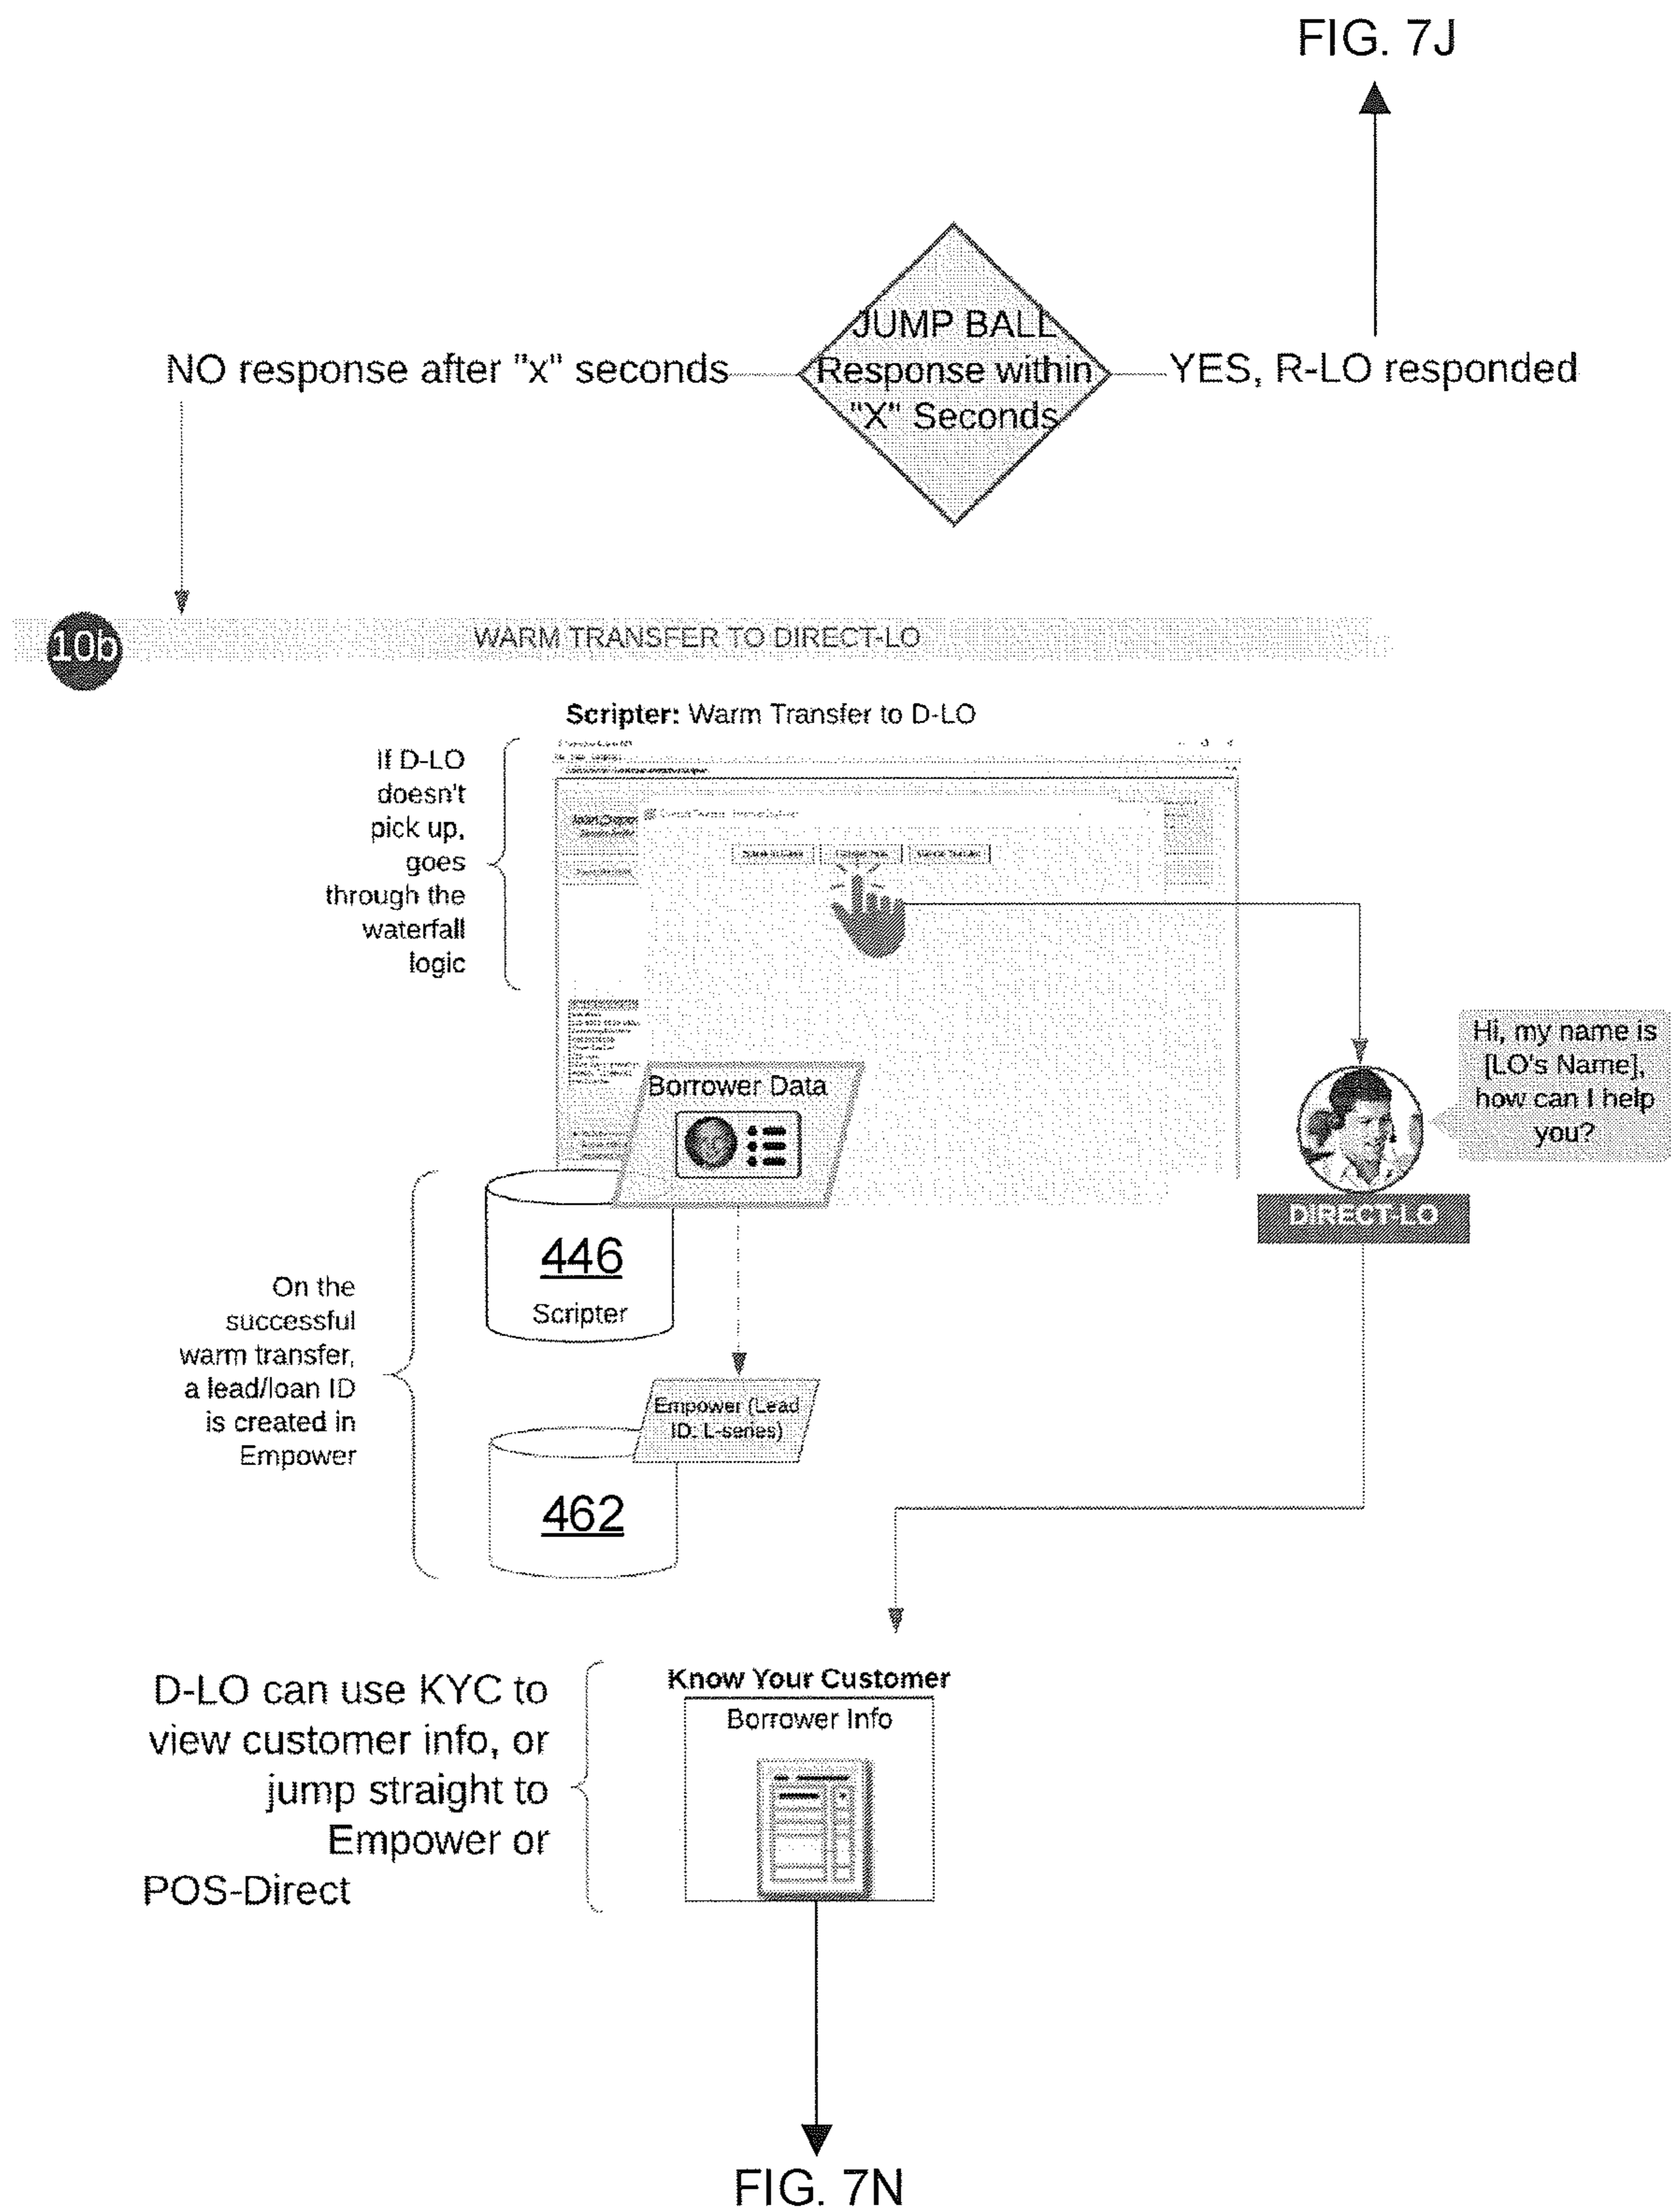 FIG. 7J
JUMP BALL
Response within
"X" Seconds
NO response after "x" seconds
YES, R-LO responded
10b
WARM TRANSFER TO DIRECT-LO
Scripter: Warm Transfer to D-LO
If D-LO
doesn't
pick up,
goes
through the
waterfall
logic
Hi, my name is
[LO's Name],
how can I help
you?
DIRECT-LO
Borrower Data
446
Scripter
On the
successful
warm transfer,
a lead/loan ID
is created in
Empower
Empower (Lead
ID: L-series)
462
Know Your Customer
Borrower Info
D-LO can use KYC to
view customer info, or
jump straight to
Empower or
POS-Direct
FIG. 7N